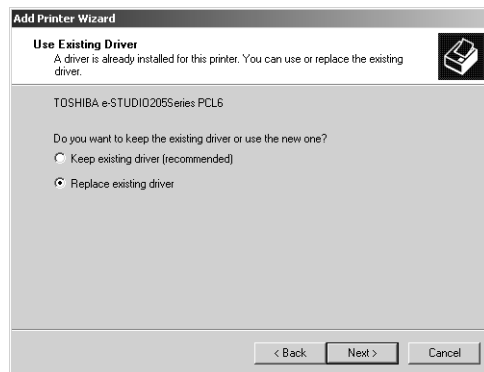 Add Printer Wizard
Use Existing Driver
A driver is already installed for this printer. You can use or replace the existing
driver.
TOSHIBA e-STUDIO205Series PCL6
Do you want to keep the existing driver or use the new one?
Keep existing driver (recommended)
Replace existing driver
< Back Next > Cancel